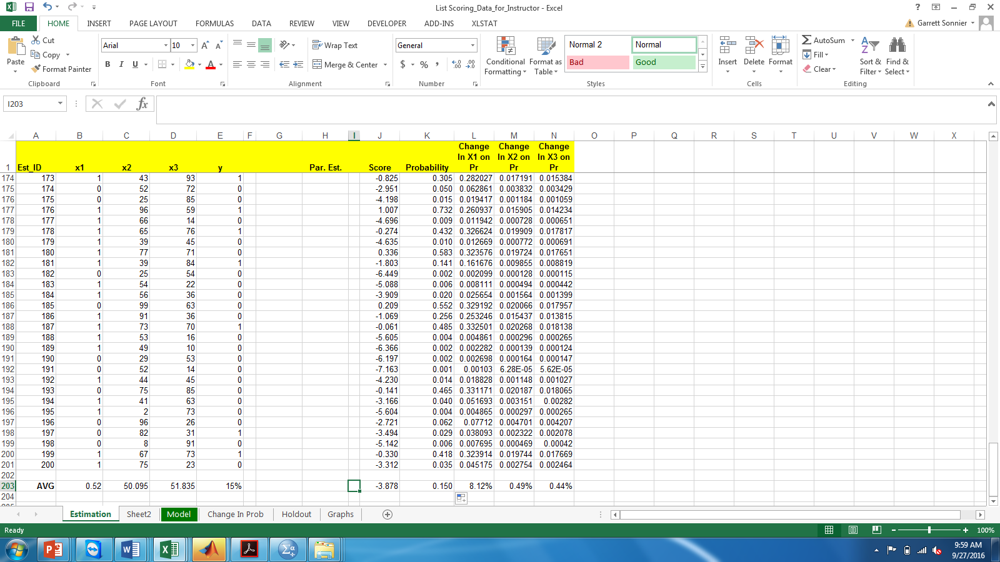 List Scoring_Data_for_Instructor - Excel
FILE HOME INSERT PAGE LAYOUT FORMULAS DATA REVIEW VIEW DEVELOPER ADD-INS XLSTAT Garrett Sonnier
Paste Cut Copy Format Painter Clipboard
Arial 10 B I U A Font
Wrap Text Merge & Center Alignment
General $ % , Number
Conditional Formatting Format as Table Normal 2 Normal Bad Good Styles
Insert Delete Format Cells
AutoSum Fill Clear Sort & Filter Find & Select Editing
I203 fx
A B C D E F G H I J K L M N O P Q R S T U V W X
1 Est_ID x1 x2 x3 y Par. Est. Score Probability Change In X1 on Pr Change In X2 on Pr Change In X3 on Pr
174 173 1 43 93 1 -0.825 0.305 0.282027 0.017191 0.015384
175 174 0 52 72 0 -2.951 0.050 0.062861 0.003832 0.003429
176 175 0 25 85 0 -4.198 0.015 0.019417 0.001184 0.001059
177 176 1 96 59 1 1.007 0.732 0.260937 0.015905 0.014234
178 177 1 66 14 0 -4.696 0.009 0.011942 0.000728 0.000651
179 178 1 65 76 1 -0.274 0.432 0.326624 0.019909 0.017817
180 179 1 39 45 0 -4.635 0.010 0.012669 0.000772 0.000691
181 180 1 77 71 0 0.336 0.583 0.323576 0.019724 0.017651
182 181 1 39 84 1 -1.803 0.141 0.161676 0.009855 0.008819
183 182 0 25 54 0 -6.449 0.002 0.002099 0.000128 0.000115
184 183 1 54 22 0 -5.088 0.006 0.008111 0.000494 0.000442
185 184 1 56 36 0 -3.909 0.020 0.025654 0.001564 0.001399
186 185 0 99 63 0 0.209 0.552 0.329192 0.020066 0.017957
187 186 1 91 36 0 -1.069 0.256 0.253246 0.015437 0.013815
188 187 1 73 70 1 -0.061 0.485 0.332501 0.020268 0.018138
189 188 1 53 16 0 -5.605 0.004 0.004861 0.000296 0.000265
190 189 1 49 10 0 -6.366 0.002 0.002282 0.000139 0.000124
191 190 0 29 53 0 -6.197 0.002 0.002698 0.000164 0.000147
192 191 0 52 14 0 -7.163 0.001 0.00103 6.28E-05 5.62E-05
193 192 1 44 45 0 -4.230 0.014 0.018828 0.001148 0.001027
194 193 0 75 85 0 -0.141 0.465 0.331171 0.020187 0.018065
195 194 1 41 63 0 -3.166 0.040 0.051693 0.003151 0.00282
196 195 1 2 73 0 -5.604 0.004 0.004865 0.000297 0.000265
197 196 0 96 26 0 -2.721 0.062 0.07712 0.004701 0.004207
198 197 0 82 31 1 -3.494 0.029 0.038093 0.002322 0.002078
199 198 0 8 91 0 -5.142 0.006 0.007695 0.000469 0.00042
200 199 1 67 73 1 -0.330 0.418 0.323914 0.019744 0.017669
201 200 1 75 23 0 -3.312 0.035 0.045175 0.002754 0.002464
202
203 AVG 0.52 50.095 51.835 15% -3.878 0.150 8.12% 0.49% 0.44%
204
Estimation Sheet2 Model Change In Prob Holdout Graphs
Ready 100%
9:59 AM
9/27/2016